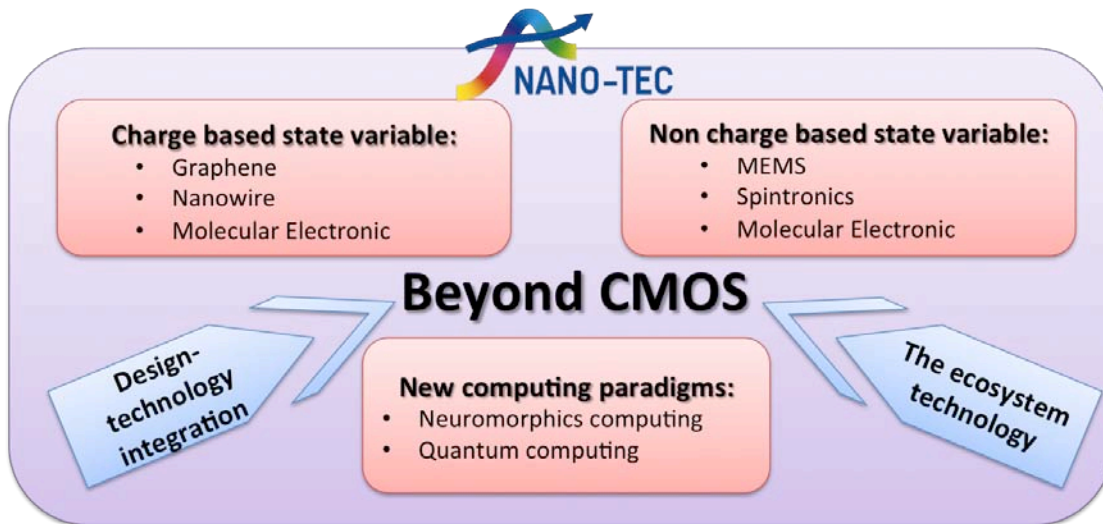 NANO-TEC
Charge based state variable:
• Graphene
• Nanowire
• Molecular Electronic
Non charge based state variable:
• MEMS
• Spintronics
• Molecular Electronic
Beyond CMOS
Design-
technology
integration
The ecosystem
technology
New computing paradigms:
• Neuromorphics computing
• Quantum computing